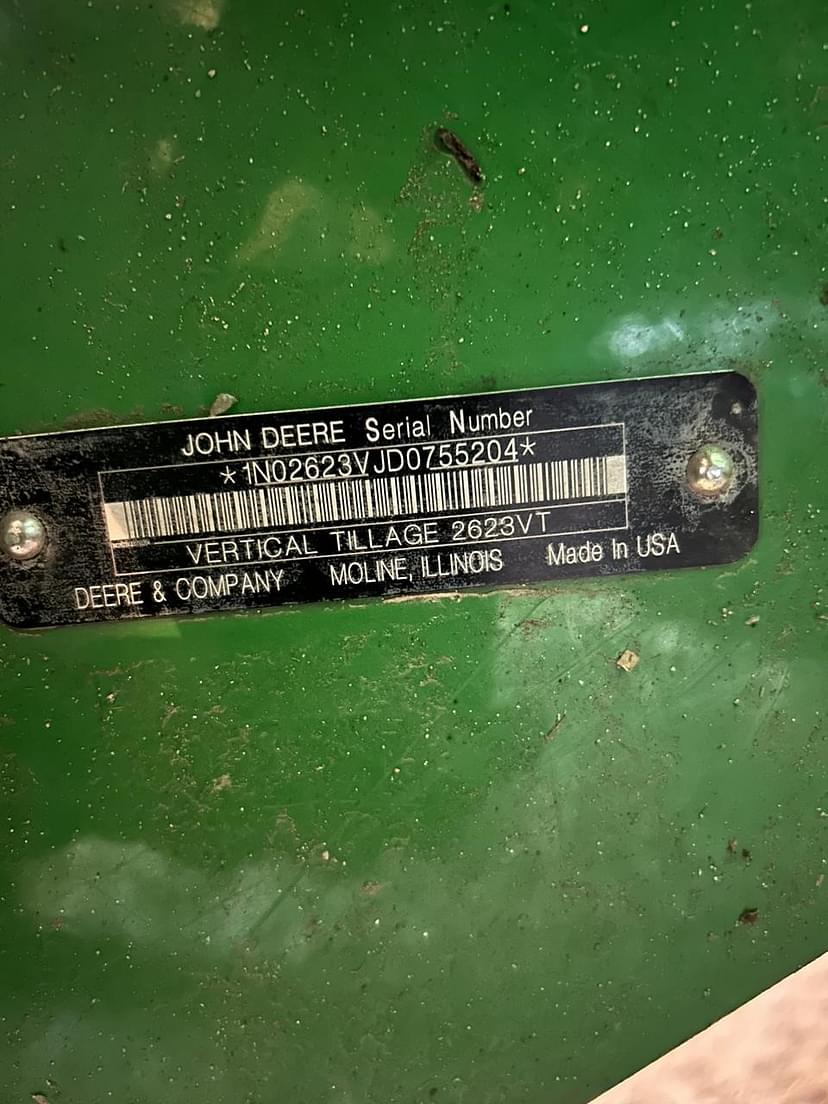 JOHN DEERE Serial Number
*1N02623VJD0755204*
VERTICAL TILLAGE 2623VT
DEERE & COMPANY MOLINE, ILLINOIS Made In USA